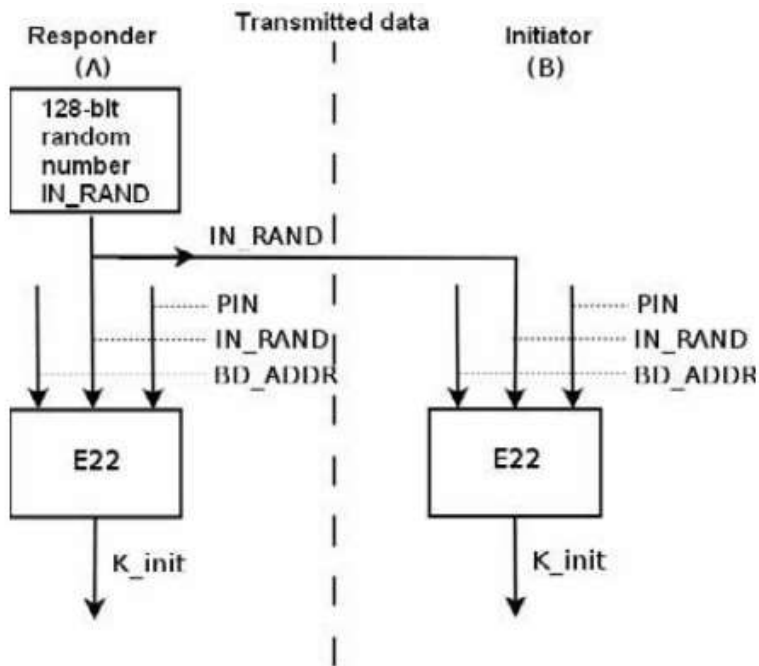 Transmitted data
Responder
(A)
Initiator
(B)
128-bit
random
number
IN_RAND
IN_RAND
PIN
IN_RAND
BD_ADDR
PIN
IN_RAND
BD_ADDR
E22
E22
K_init
K_init